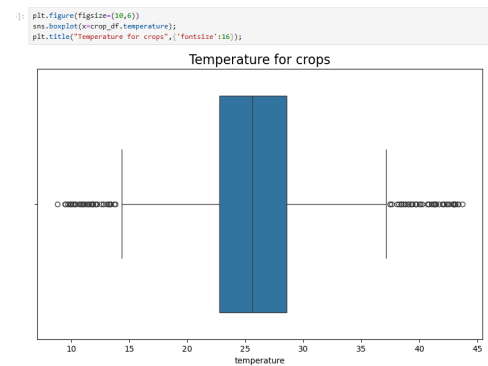 []: plt.figure(figsize=(10,6))
sms.boxplot(x=crop_df.temperature);
plt.title("Temperature for crops",{'fontsize':16});
Temperature for crops
10 15 20 25 30 35 40 45
temperature